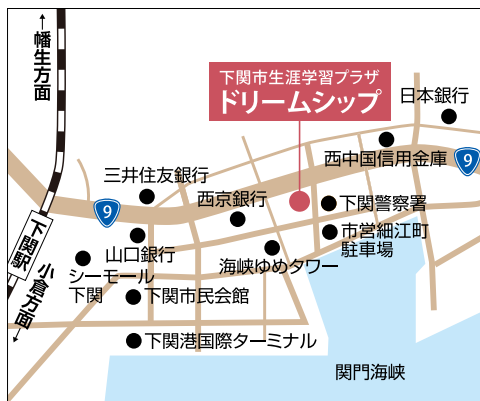 ←幡生方面
下関市生涯学習プラザ
ドリームシップ
日本銀行
西中国信用金庫
9
三井住友銀行
9
西京銀行
下関警察署
市営細江町
駐車場
山口銀行
海峡ゆめタワー
下関駅
シーモール
下関
小倉方面→
下関市民会館
下関港国際ターミナル
関門海峡